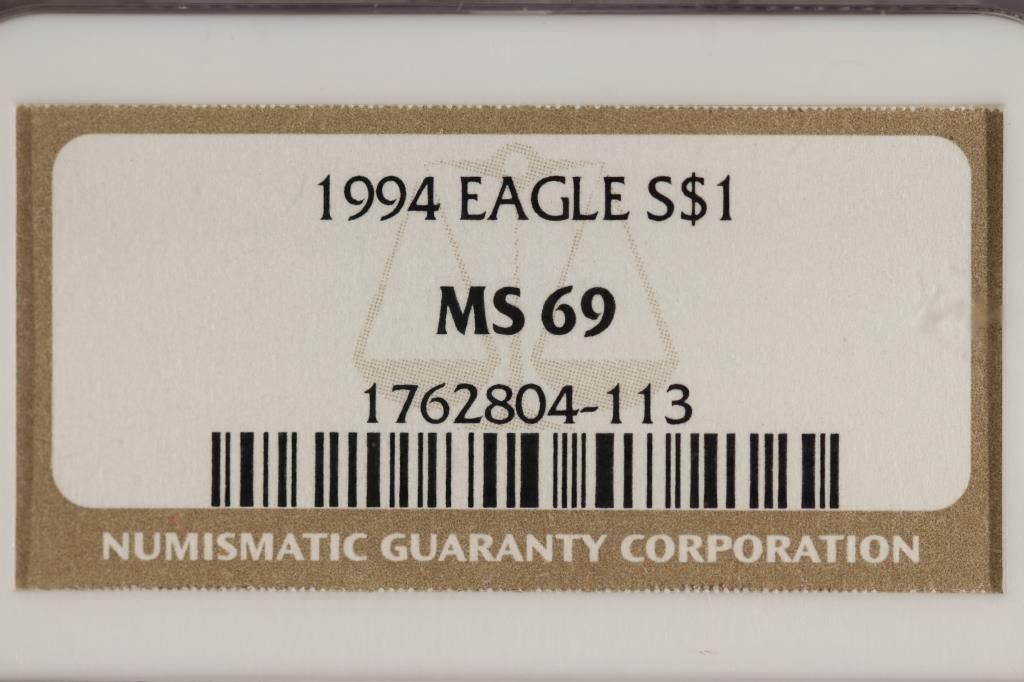 1994 EAGLE S$1
MS 69
1762804-113
NUMISMATIC GUARANTY CORPORATION